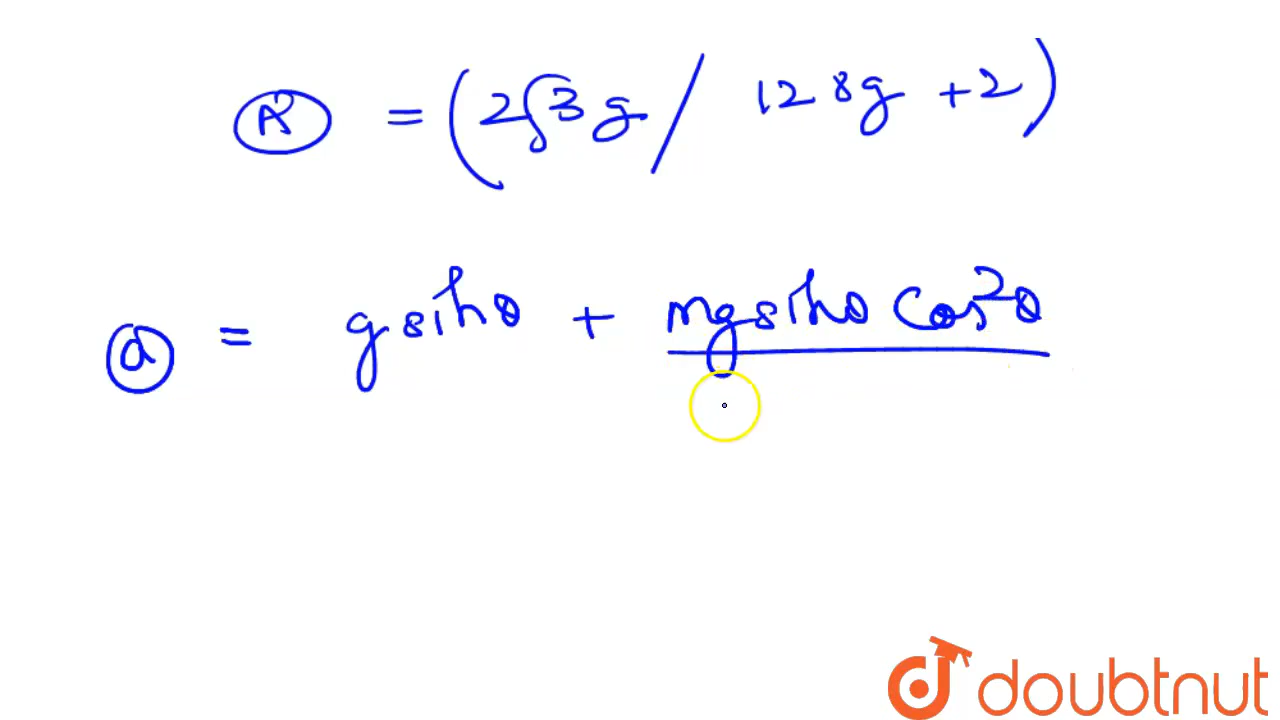 A = (2√3 g / 128g + 2)
a = g sinθ + mg sinθ cos²θ
doubtnut